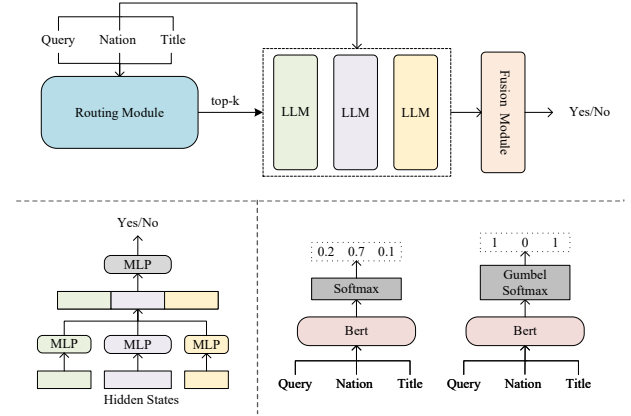 Query Nation Title
Routing Module
top-k
LLM LLM LLM
Fusion Module
Yes/No
Yes/No
MLP
MLP MLP MLP
Hidden States
0.2 0.7 0.1
Softmax
Bert
Query Nation Title
1 0 1
Gumbel
Softmax
Bert
Query Nation Title